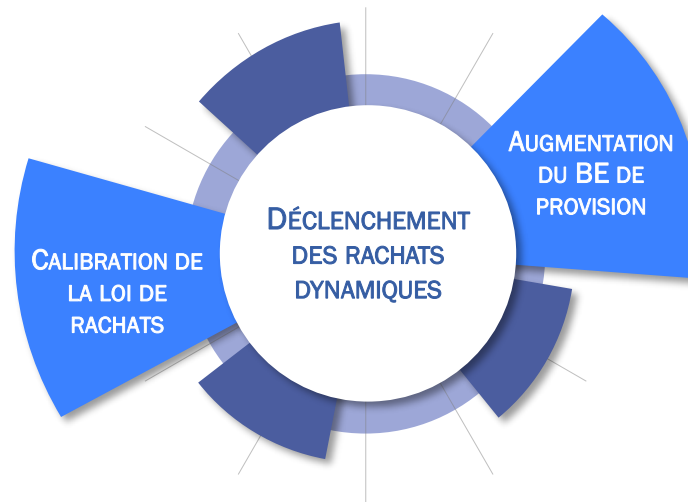 DÉCLENCHEMENT
DES RACHATS
DYNAMIQUES
AUGMENTATION
DU BE DE
PROVISION
CALIBRATION DE
LA LOI DE
RACHATS